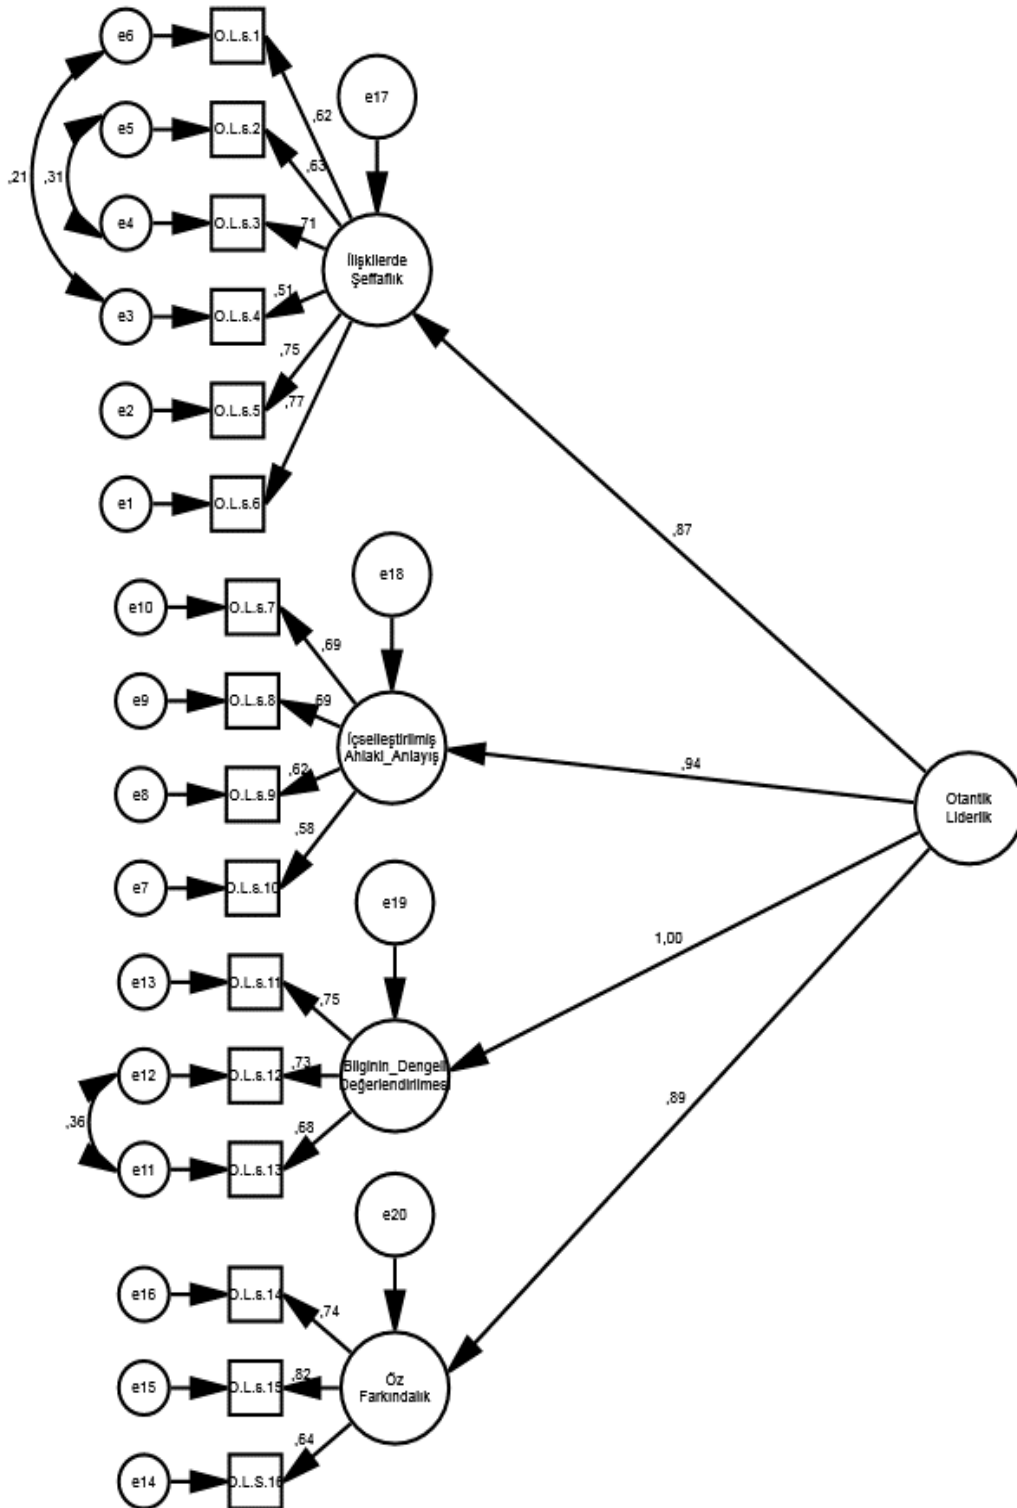 e6
O.L.s.1
e17
,62
e5
O.L.s.2
,63
,21
,31
e4
O.L.s.3
,71
İlişkilerde
Şeffaflık
e3
O.L.s.4
,51
,75
e2
O.L.s.5
,77
e1
O.L.s.6
,87
e18
e10
O.L.s.7
,69
e9
O.L.s.8
,69
İçselleştirilmiş
Ahlaki_Anlayış
,94
e8
O.L.s.9
,62
Otantik
Liderlik
,58
e7
O.L.s.10
e19
1,00
e13
O.L.s.11
,75
e12
O.L.s.12
,73
Bilginin_Dengeli
Değerlendirilmes
,89
,36
,68
e11
O.L.s.13
e20
e16
O.L.s.14
,74
e15
O.L.s.15
,82
Öz
Farkındalık
,64
e14
O.L.S.16